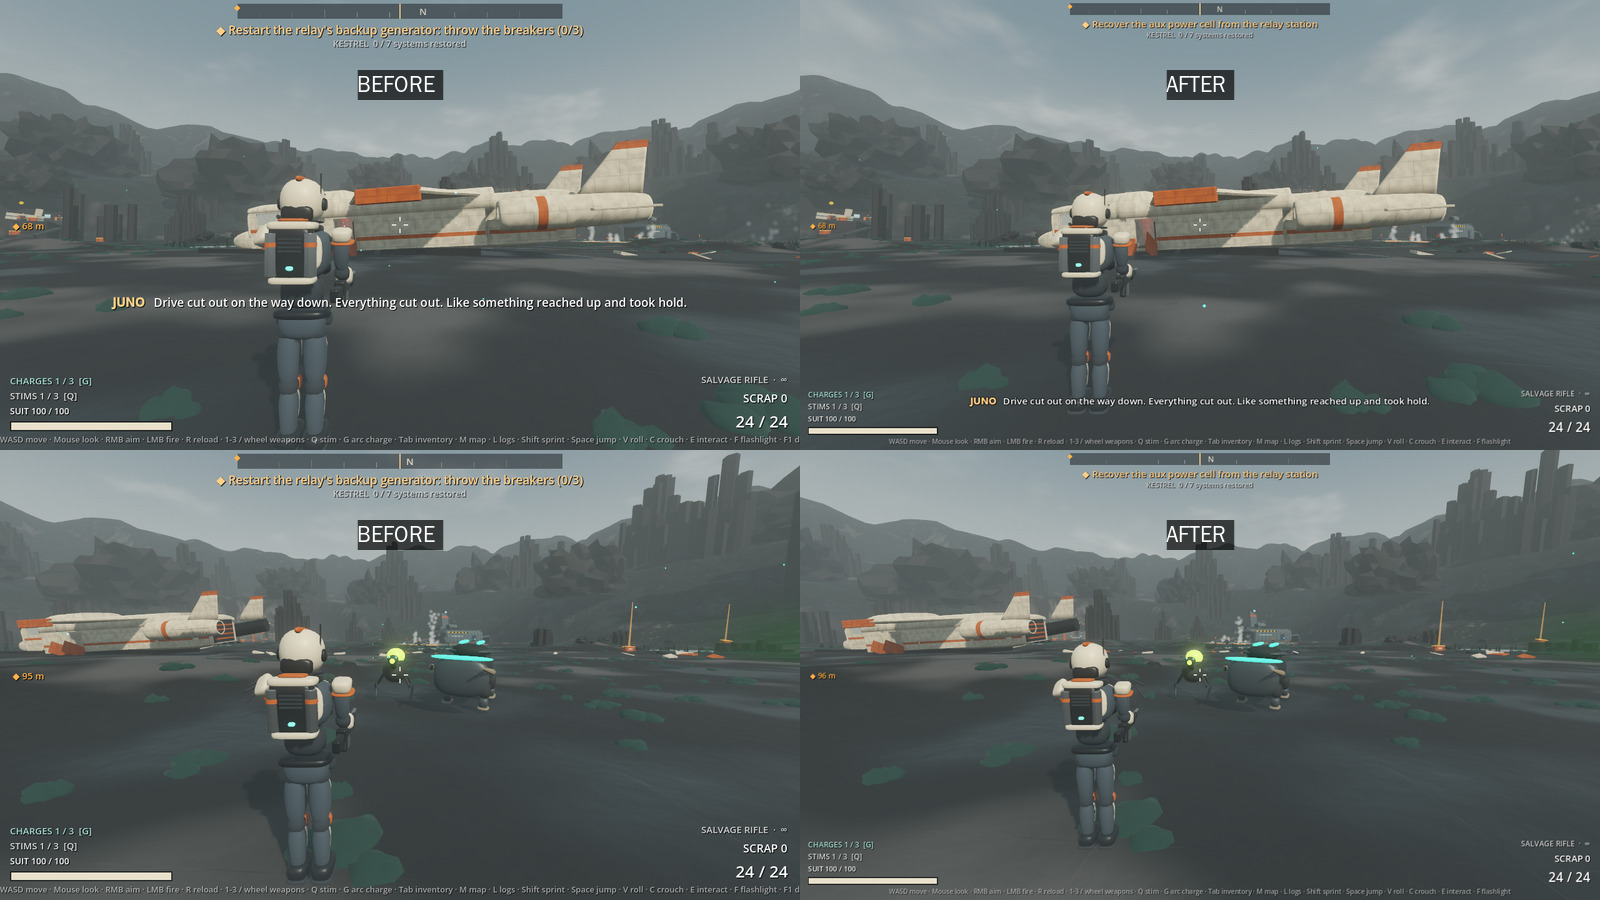 N
◆ Restart the relay's backup generator: throw the breakers (0/3)
KESTREL 0 / 7 systems restored
BEFORE
◆ 68 m
JUNO Drive cut out on the way down. Everything cut out. Like something reached up and took hold.
CHARGES 1 / 3 [G]
STIMS 1 / 3 [Q]
SUIT 100 / 100
SALVAGE RIFLE · ∞
SCRAP 0
24 / 24
WASD move · Mouse look · RMB aim · LMB fire · R reload · 1-3 / wheel weapons · Q stim · G arc charge · Tab inventory · M map · L logs · Shift sprint · Space jump · V roll · C crouch · E interact · F flashlight · F1 d
N
◆ Recover the aux power cell from the relay station
KESTREL 0 / 7 systems restored
AFTER
◆ 68 m
JUNO Drive cut out on the way down. Everything cut out. Like something reached up and took hold.
CHARGES 1 / 3 [G]
STIMS 1 / 3 [Q]
SUIT 100 / 100
SALVAGE RIFLE · ∞
SCRAP 0
24 / 24
WASD move · Mouse look · RMB aim · LMB fire · R reload · 1-3 / wheel weapons · Q stim · G arc charge · Tab inventory · M map · L logs · Shift sprint · Space jump · V roll · C crouch · E interact · F flashlight
N
◆ Restart the relay's backup generator: throw the breakers (0/3)
KESTREL 0 / 7 systems restored
BEFORE
◆ 95 m
CHARGES 1 / 3 [G]
STIMS 1 / 3 [Q]
SUIT 100 / 100
SALVAGE RIFLE · ∞
SCRAP 0
24 / 24
WASD move · Mouse look · RMB aim · LMB fire · R reload · 1-3 / wheel weapons · Q stim · G arc charge · Tab inventory · M map · L logs · Shift sprint · Space jump · V roll · C crouch · E interact · F flashlight · F1 d
N
◆ Recover the aux power cell from the relay station
KESTREL 0 / 7 systems restored
AFTER
◆ 96 m
CHARGES 1 / 3 [G]
STIMS 1 / 3 [Q]
SUIT 100 / 100
SALVAGE RIFLE · ∞
SCRAP 0
24 / 24
WASD move · Mouse look · RMB aim · LMB fire · R reload · 1-3 / wheel weapons · Q stim · G arc charge · Tab inventory · M map · L logs · Shift sprint · Space jump · V roll · C crouch · E interact · F flashlight